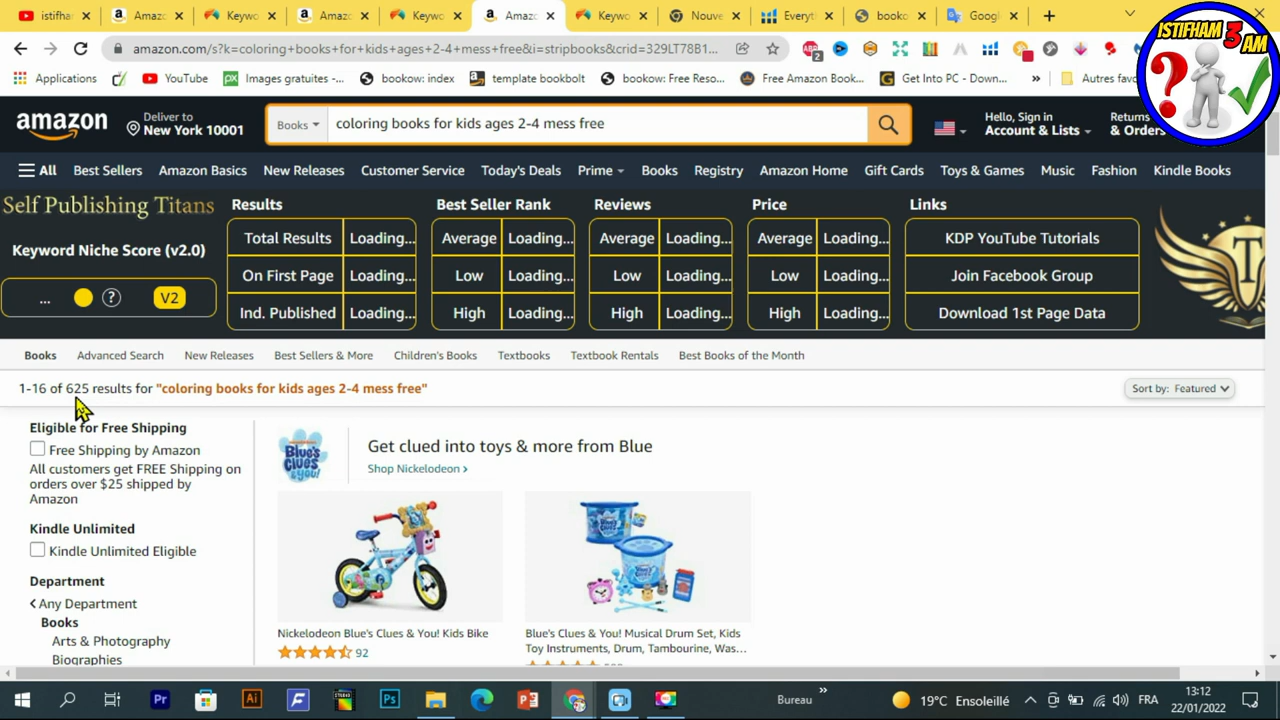 istifhan
Amazo
Keywo
Amazo
Keywo
Amazo
Keywo
Nouve
Everyt
booko
Googl
amazon.com/s?k=coloring+books+for+kids+ages+2-4+mess+free&i=stripbooks&crid=329LT78B1...
ABP
2
Applications
YouTube
px
Images gratuites -...
bookow: index
template bookbolt
bookow: Free Reso...
Free Amazon Book...
G
Get Into PC - Down...
»
Autres favo
ISTIFHAM 3 AM
amazon
Deliver to
New York 10001
Books
coloring books for kids ages 2-4 mess free
Hello, Sign in
Account & Lists
Returns
& Orders
All
Best Sellers
Amazon Basics
New Releases
Customer Service
Today's Deals
Prime
Books
Registry
Amazon Home
Gift Cards
Toys & Games
Music
Fashion
Kindle Books
Self Publishing Titans
Keyword Niche Score (v2.0)
...
?
V2
Results
Total Results Loading...
On First Page Loading...
Ind. Published Loading...
Best Seller Rank
Average Loading...
Low Loading...
High Loading...
Reviews
Average Loading...
Low Loading...
High Loading...
Price
Average Loading...
Low Loading...
High Loading...
Links
KDP YouTube Tutorials
Join Facebook Group
Download 1st Page Data
T
Books
Advanced Search
New Releases
Best Sellers & More
Children's Books
Textbooks
Textbook Rentals
Best Books of the Month
1-16 of 625 results for "coloring books for kids ages 2-4 mess free"
Sort by: Featured
Eligible for Free Shipping
Free Shipping by Amazon
All customers get FREE Shipping on
orders over $25 shipped by
Amazon
Kindle Unlimited
Kindle Unlimited Eligible
Department
Any Department
Books
Arts & Photography
Biographies
Blue's
Clues
& YOU!
Get clued into toys & more from Blue
Shop Nickelodeon ›
Nickelodeon Blue's Clues & You! Kids Bike
92
Blue's Clues & You! Musical Drum Set, Kids
Toy Instruments, Drum, Tambourine, Was...
Pr
Ai
Ps
Bureau
»
19°C Ensoleillé
FRA
13:12
22/01/2022